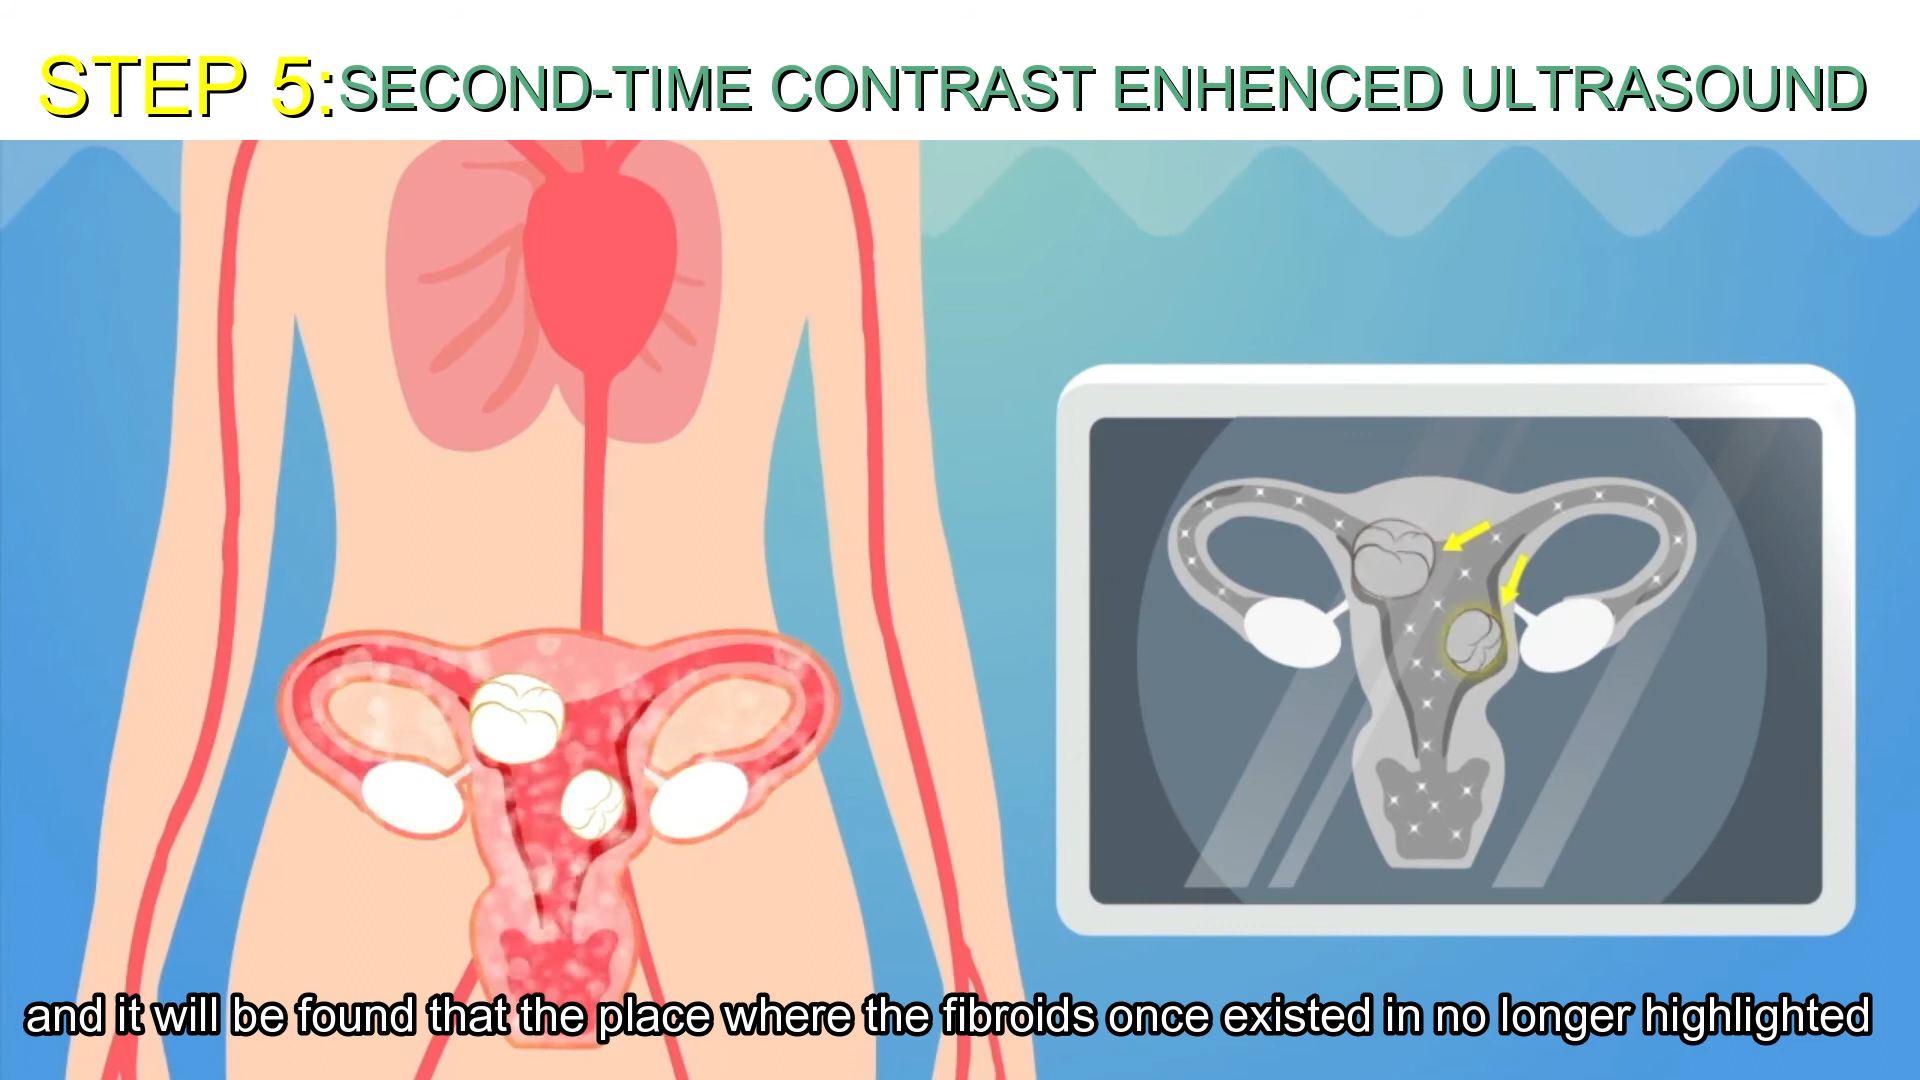 STEP 5:SECOND-TIME CONTRAST ENHENCED ULTRASOUND
and it will be found that the place where the fibroids once existed in no longer highlighted